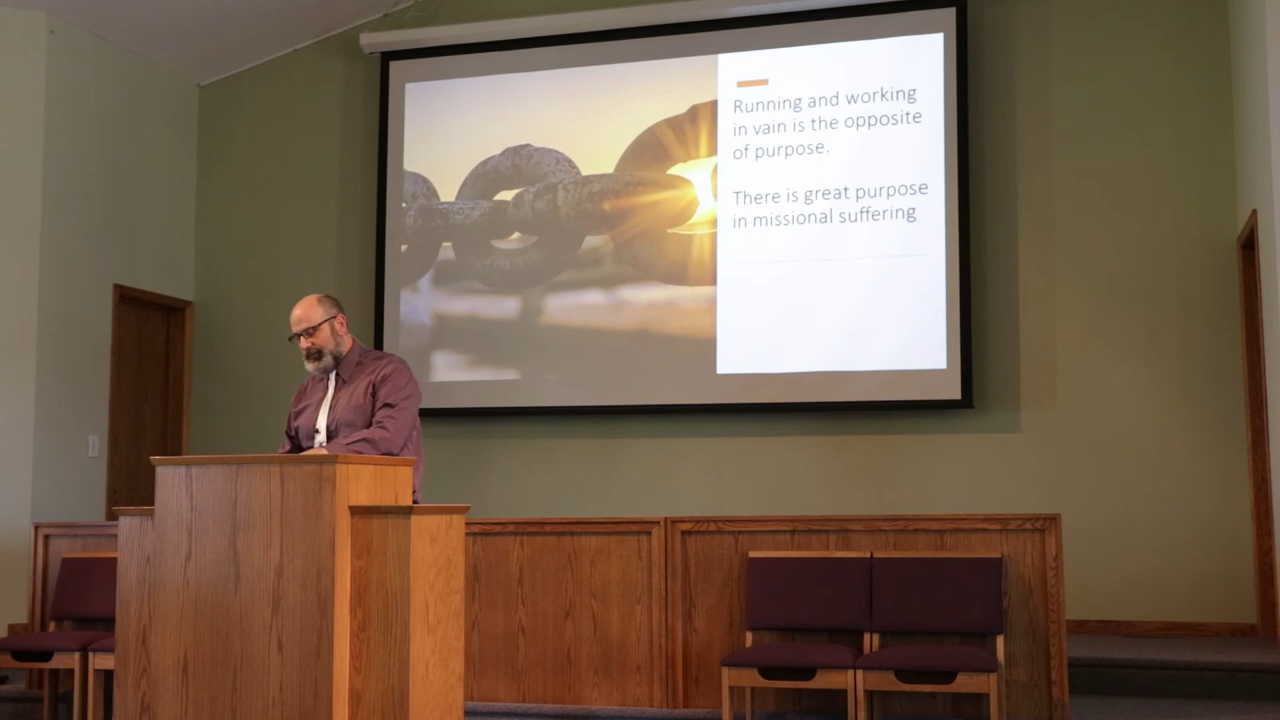 Running and working
in vain is the opposite
of purpose.
There is great purpose
in missional suffering